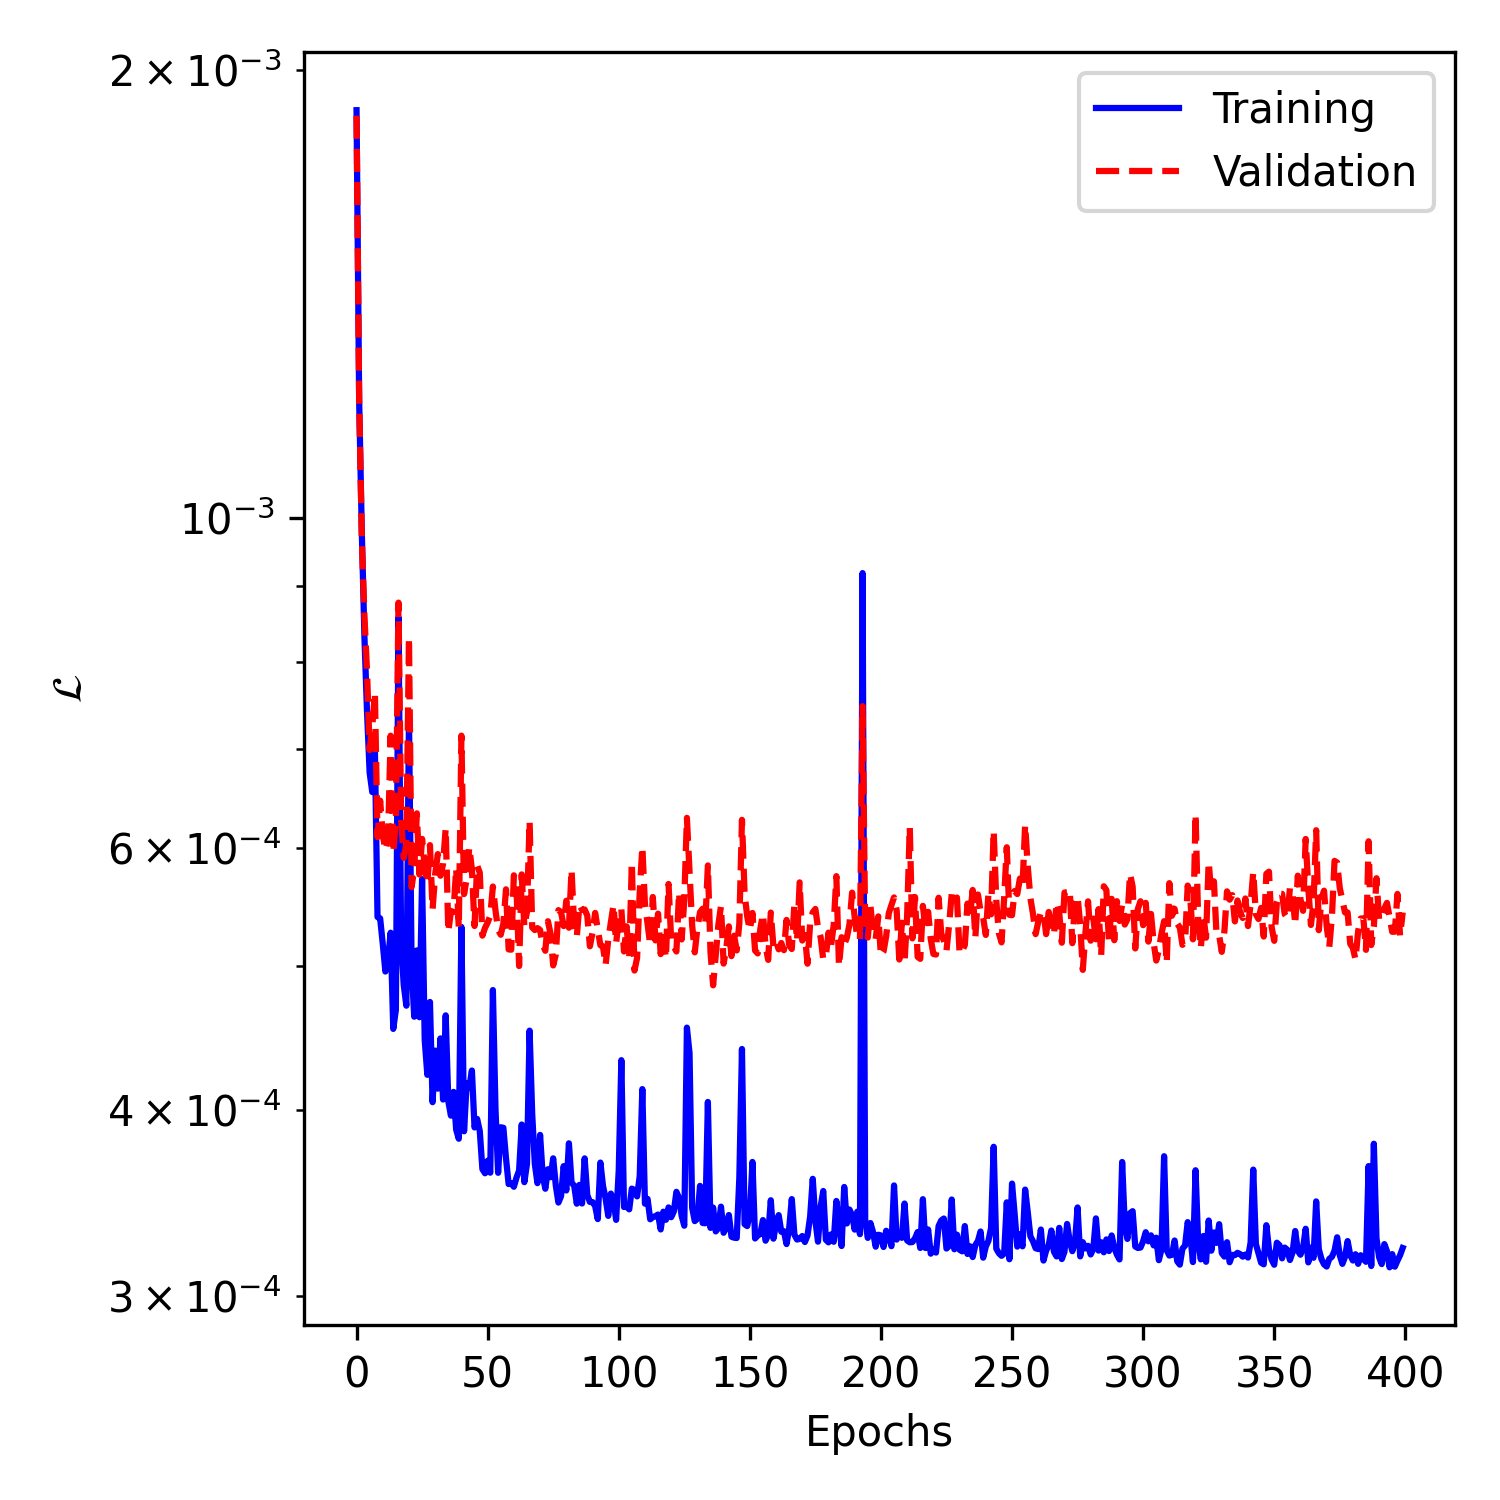 2 × 10⁻³
10⁻³
6 × 10⁻⁴
4 × 10⁻⁴
3 × 10⁻⁴
ℒ
Training
Validation
0 50 100 150 200 250 300 350 400
Epochs